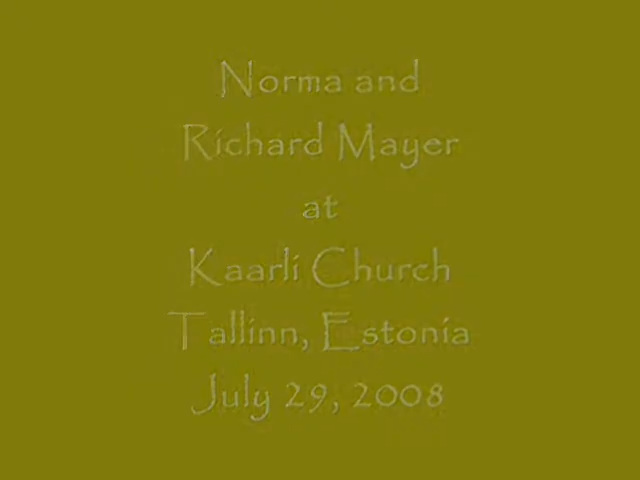 Norma and
Richard Mayer
at
Kaarli Church
Tallinn, Estonia
July 29, 2008